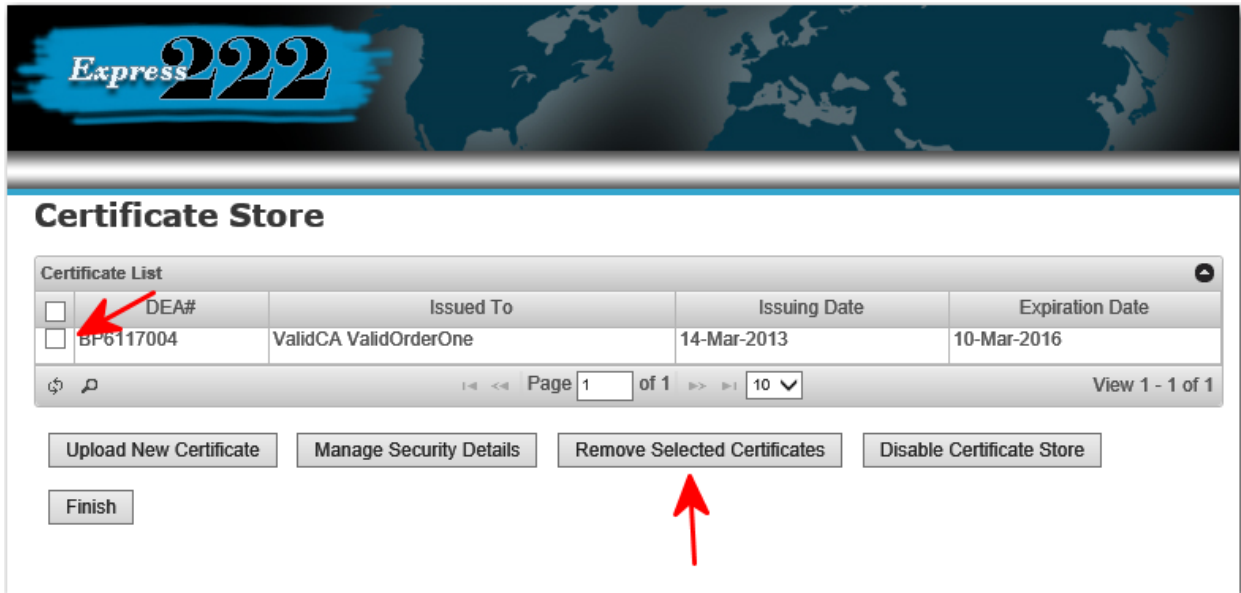 Express222
Certificate Store
Certificate List
DEA# Issued To Issuing Date Expiration Date
BP6117004 ValidCA ValidOrderOne 14-Mar-2013 10-Mar-2016
Page 1 of 1 10 View 1 - 1 of 1
Upload New Certificate Manage Security Details Remove Selected Certificates Disable Certificate Store
Finish